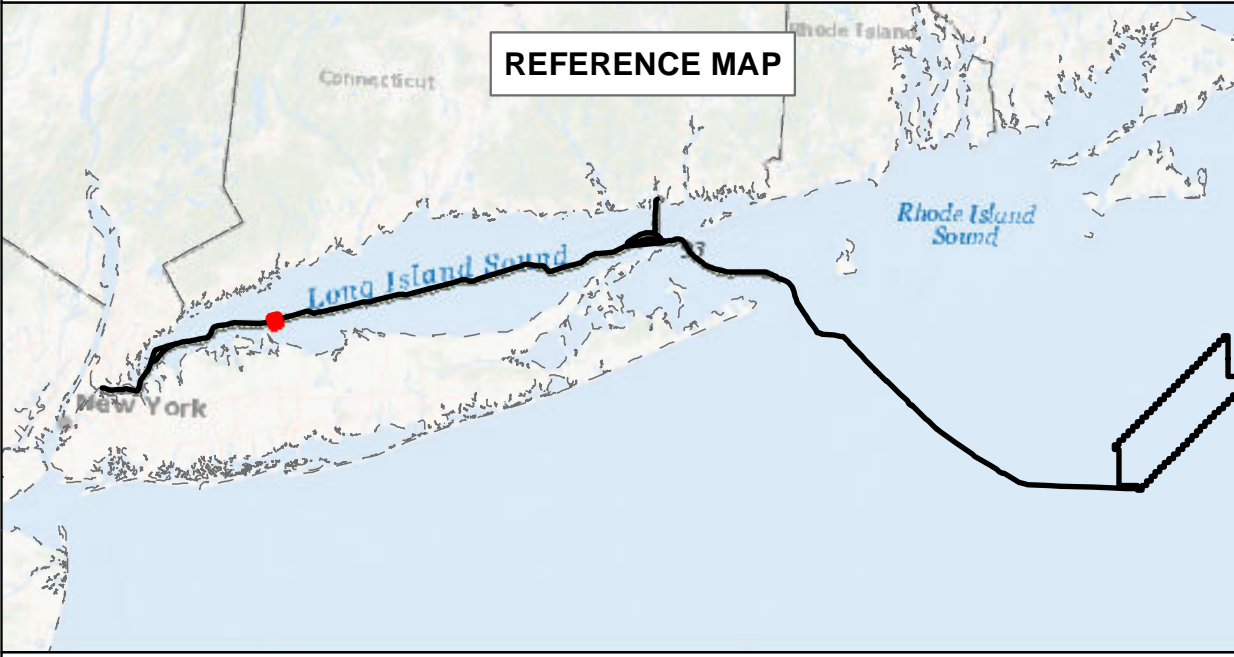 Rhode Island
REFERENCE MAP
Connecticut
Rhode Island
Sound
Long Island Sound
New York